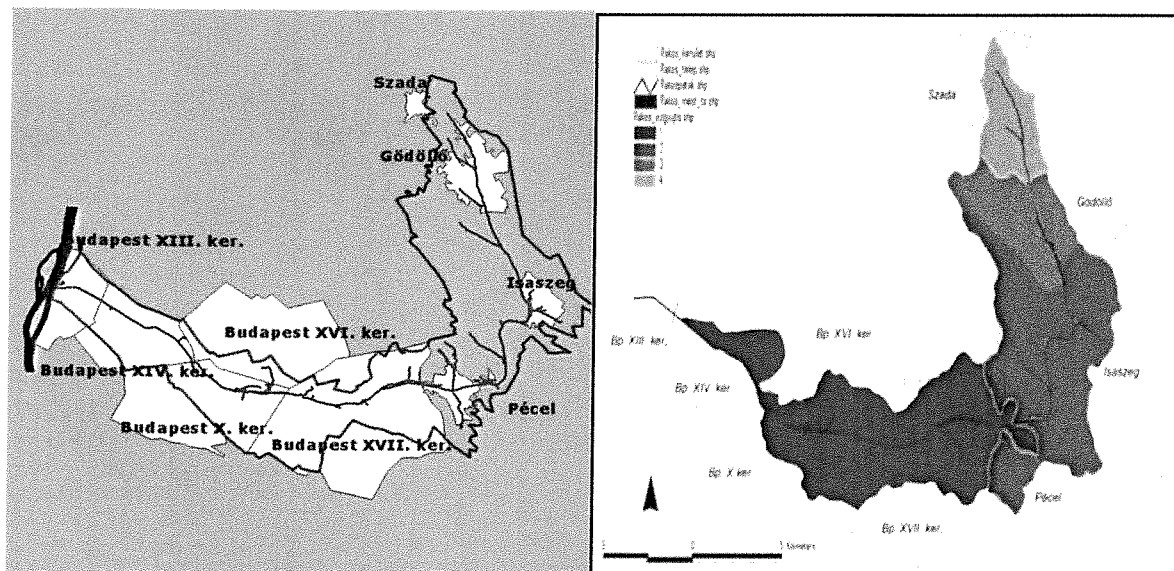 Szada
Gödöllő
Budapest XIII. ker.
Isaszeg
Budapest XVI. ker.
Budapest XIV. ker.
Pécel
Budapest X. ker.
Budapest XVII. ker.
Szada
Gödöllő
Bp XIII ker.
Bp XVI ker
Isaszeg
Bp XIV ker
Bp X ker
Pécel
Bp XVII ker.